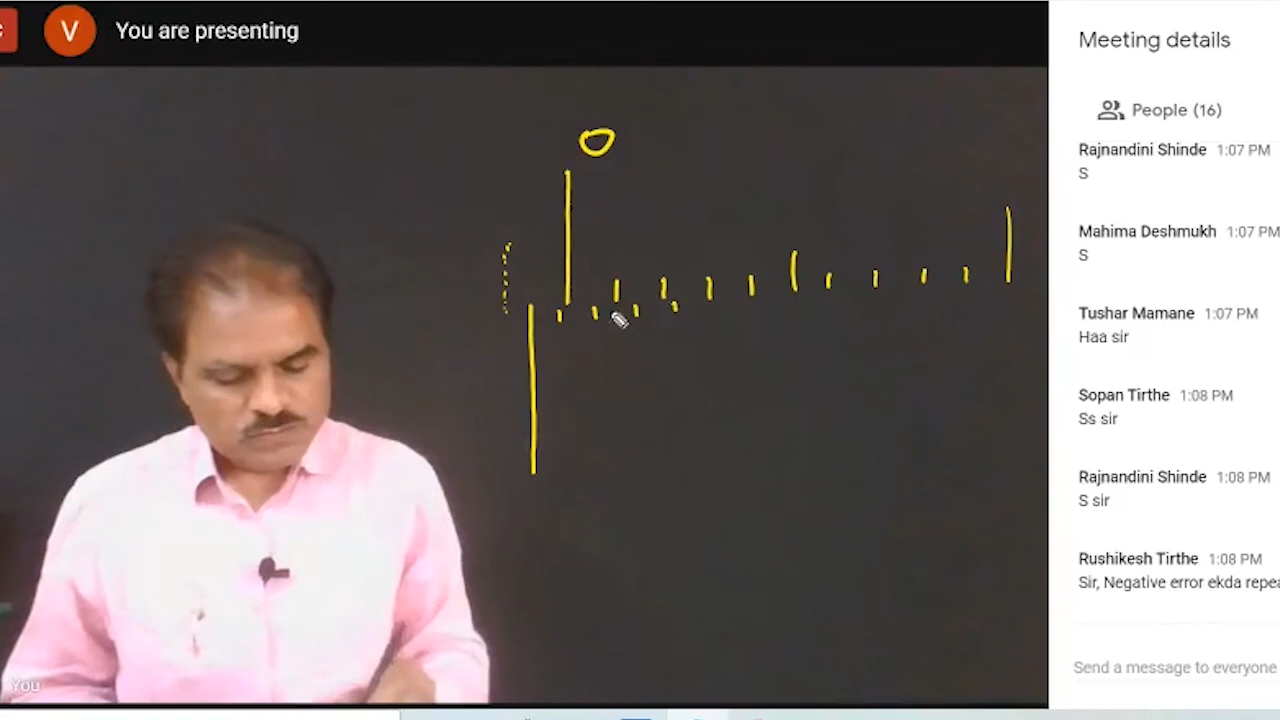 V You are presenting
0
You
Meeting details
People (16)
Rajnandini Shinde 1:07 PM
S
Mahima Deshmukh 1:07 PM
S
Tushar Mamane 1:07 PM
Haa sir
Sopan Tirthe 1:08 PM
Ss sir
Rajnandini Shinde 1:08 PM
S sir
Rushikesh Tirthe 1:08 PM
Sir, Negative error ekda
Send a message to everyone